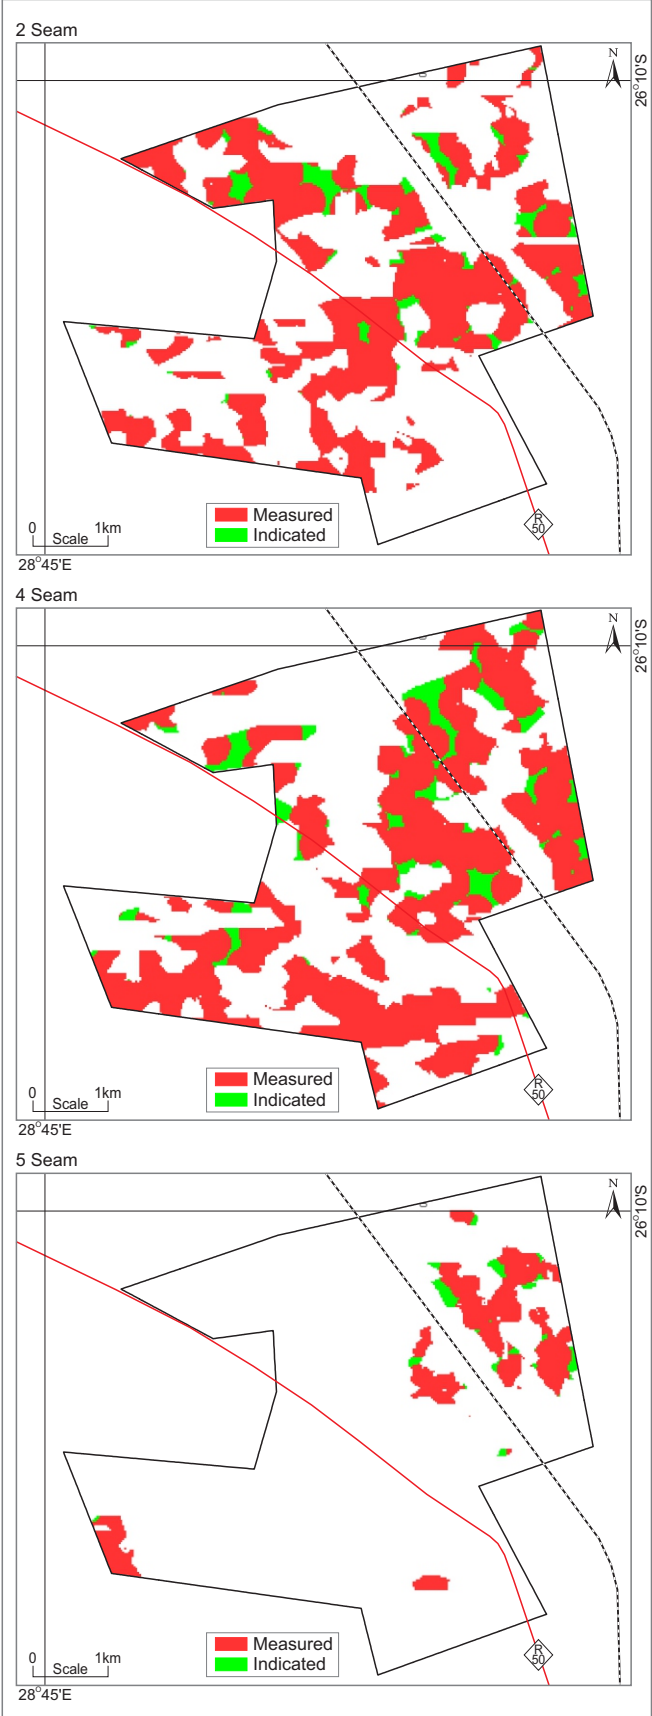 2 Seam
N
26°10'S
Measured
Indicated
0 1km
Scale
R
50
28°45'E
4 Seam
N
26°10'S
Measured
Indicated
0 1km
Scale
R
50
28°45'E
5 Seam
N
26°10'S
Measured
Indicated
0 1km
Scale
R
50
28°45'E